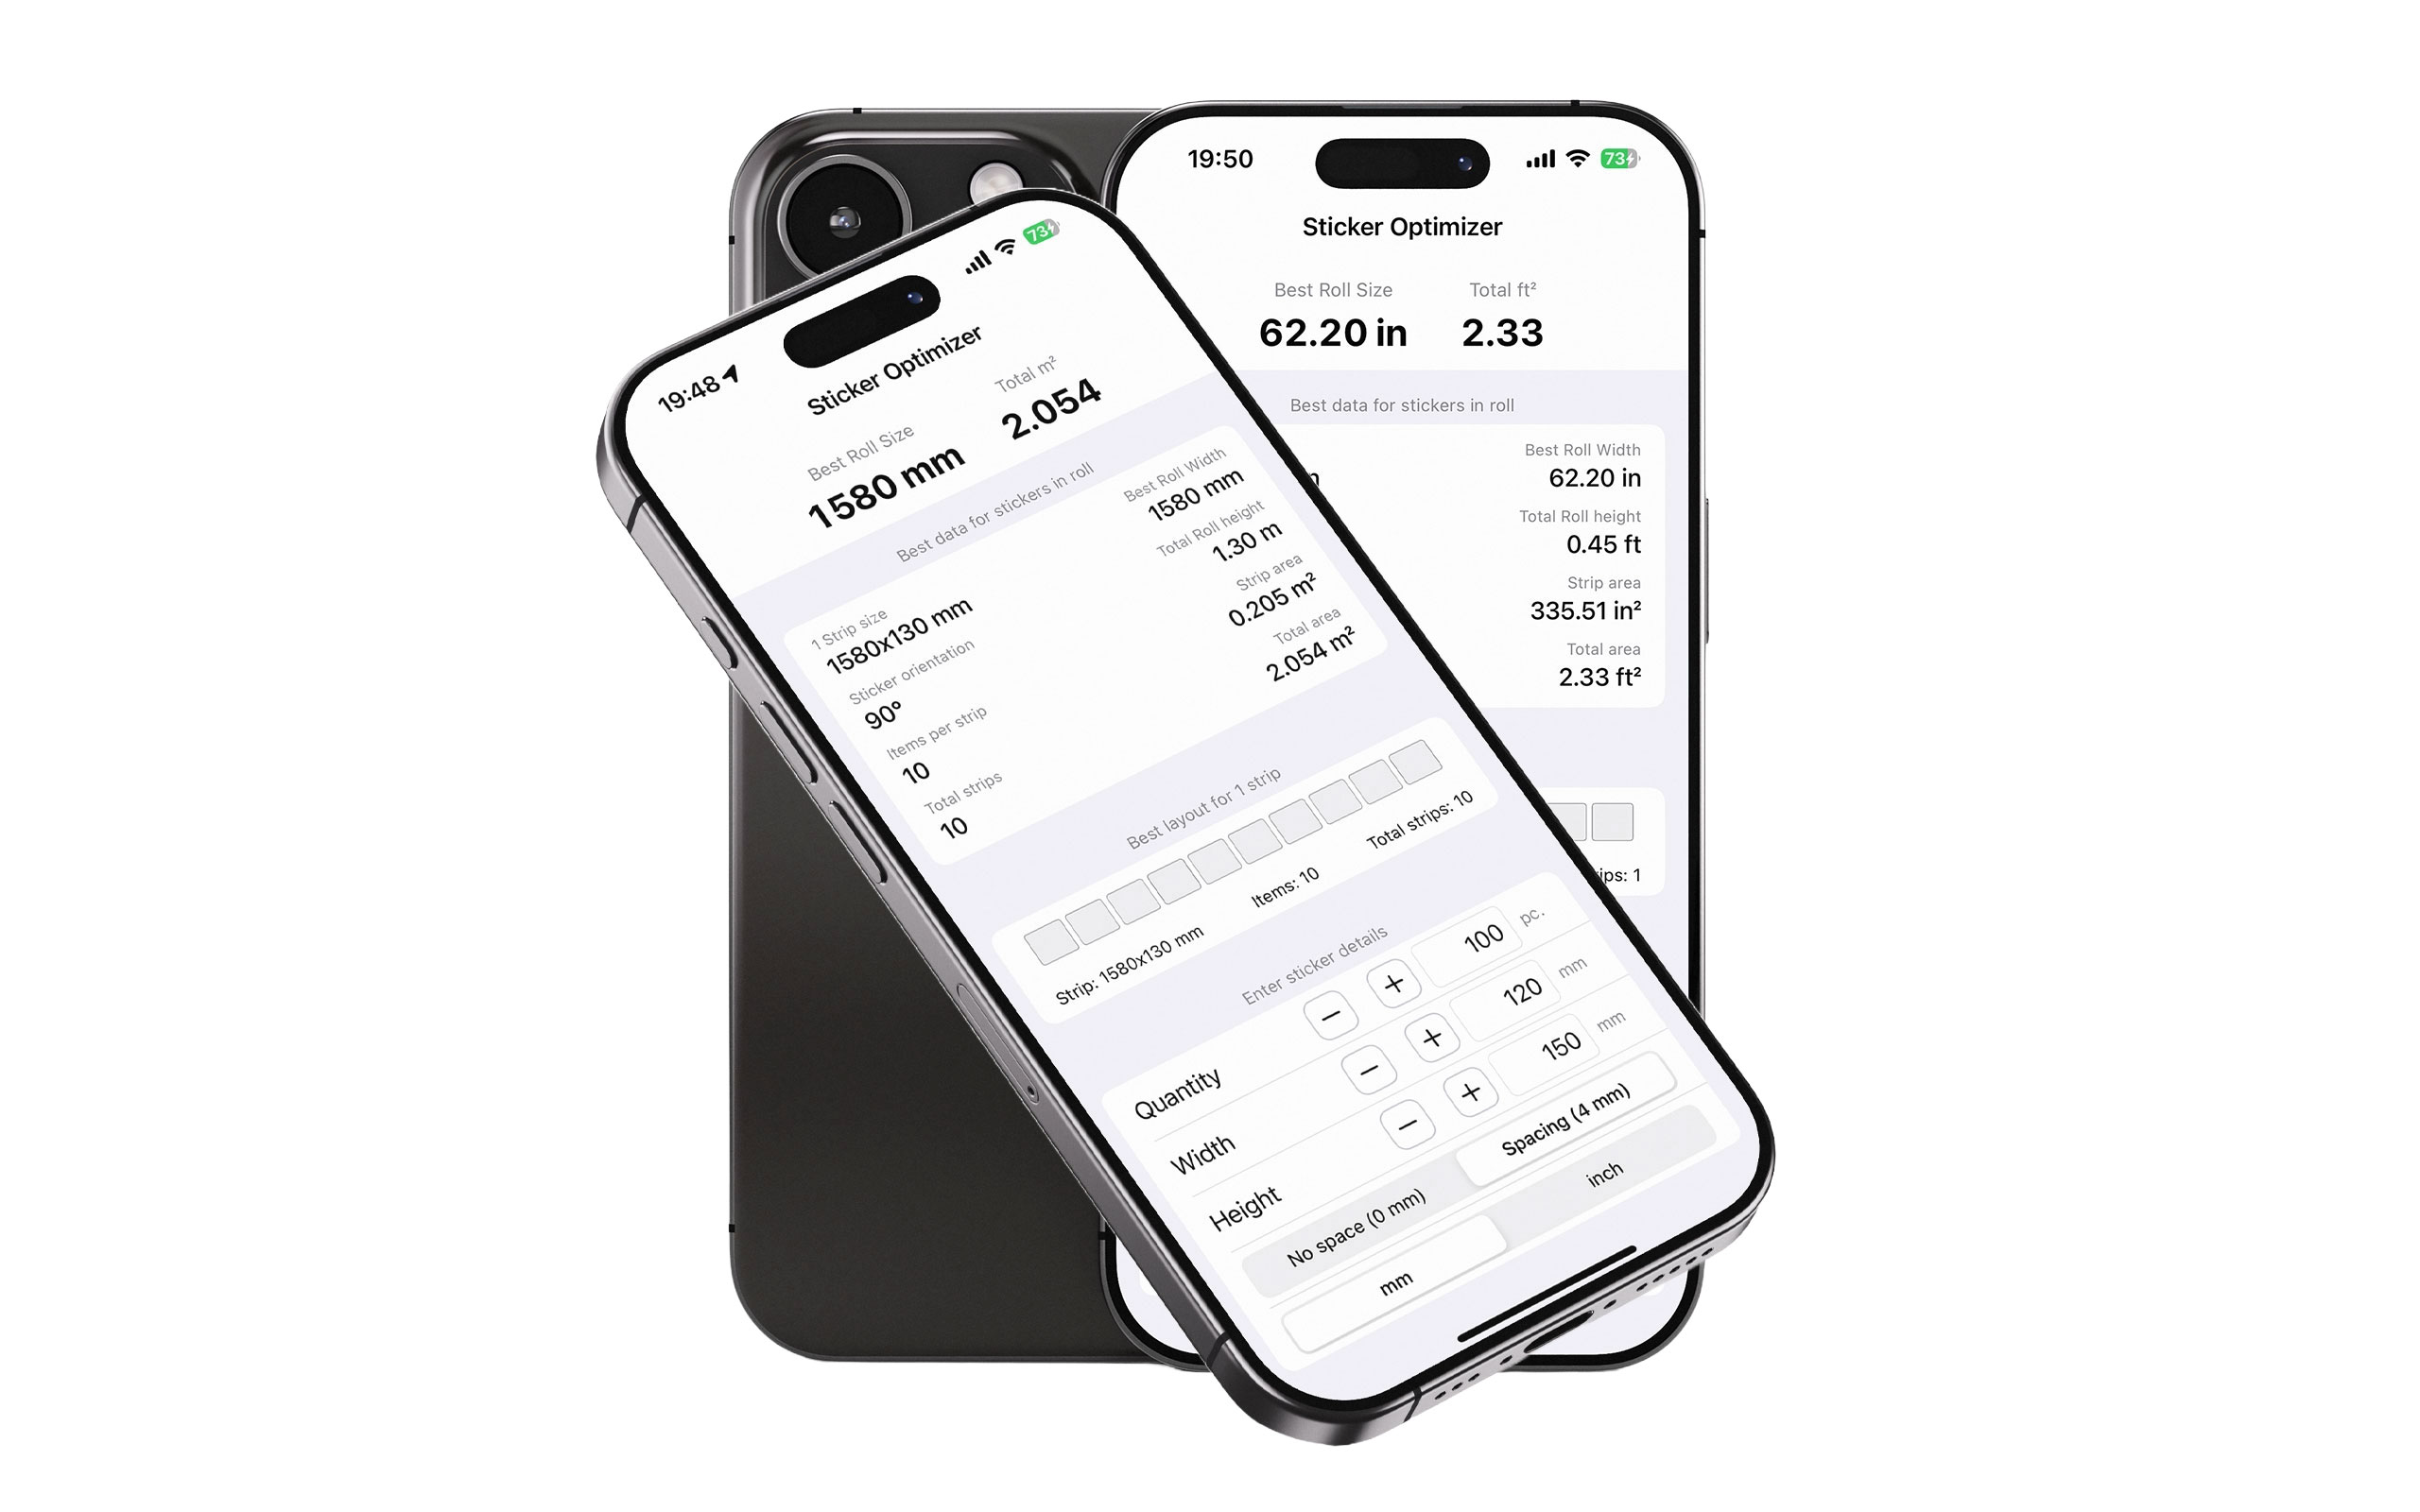 19:48
73
Sticker Optimizer
Best Roll Size
Total m²
1580 mm
2.054
Best data for stickers in roll
1 Strip size
1580x130 mm
Best Roll Width
1580 mm
Sticker orientation
90°
Total Roll height
1.30 m
Items per strip
10
Strip area
0.205 m²
Total strips
10
Total area
2.054 m²
Best layout for 1 strip
Strip: 1580x130 mm
Items: 10
Total strips: 10
Enter sticker details
Quantity
100
pc.
Width
120
mm
Height
150
mm
No space (0 mm)
Spacing (4 mm)
mm
inch
19:50
73
Sticker Optimizer
Best Roll Size
Total ft²
62.20 in
2.33
Best data for stickers in roll
Best Roll Width
62.20 in
Total Roll height
0.45 ft
Strip area
335.51 in²
Total area
2.33 ft²
ips: 1